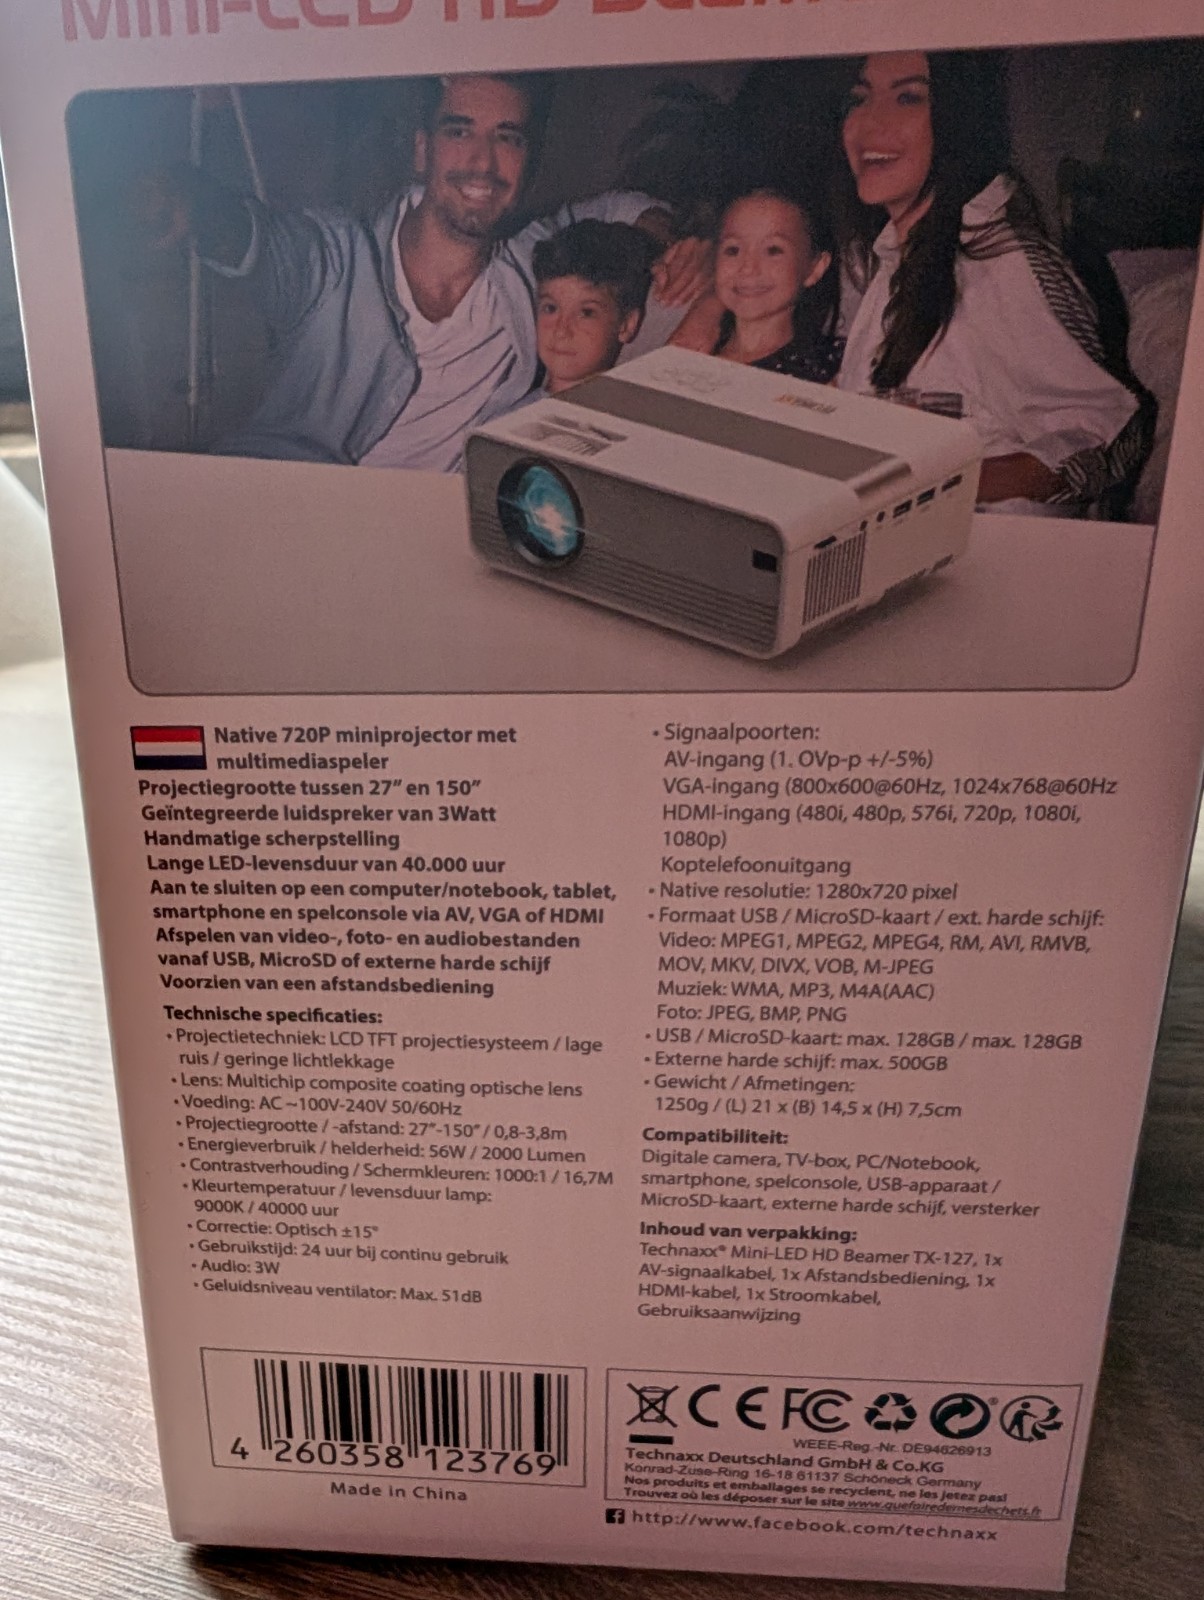 Mini-LCD HD Beamer
Native 720P miniprojector met
multimediaspeler
Projectiegrootte tussen 27″ en 150″
Geïntegreerde luidspreker van 3Watt
Handmatige scherpstelling
Lange LED-levensduur van 40.000 uur
Aan te sluiten op een computer/notebook, tablet,
smartphone en spelconsole via AV, VGA of HDMI
Afspelen van video-, foto- en audiobestanden
vanaf USB, MicroSD of externe harde schijf
Voorzien van een afstandsbediening
Technische specificaties:
• Projectietechniek: LCD TFT projectiesysteem / lage
ruis / geringe lichtlekkage
• Lens: Multichip composite coating optische lens
• Voeding: AC ~100V-240V 50/60Hz
• Projectiegrootte / -afstand: 27″-150″ / 0,8-3,8m
• Energieverbruik / helderheid: 56W / 2000 Lumen
• Contrastverhouding / Schermkleuren: 1000:1 / 16,7M
• Kleurtemperatuur / levensduur lamp:
9000K / 40000 uur
• Correctie: Optisch ±15°
• Gebruikstijd: 24 uur bij continu gebruik
• Audio: 3W
• Geluidsniveau ventilator: Max. 51dB
• Signaalpoorten:
AV-ingang (1. OVp-p +/-5%)
VGA-ingang (800x600@60Hz, 1024x768@60Hz
HDMI-ingang (480i, 480p, 576i, 720p, 1080i,
1080p)
Koptelefoonuitgang
• Native resolutie: 1280x720 pixel
• Formaat USB / MicroSD-kaart / ext. harde schijf:
Video: MPEG1, MPEG2, MPEG4, RM, AVI, RMVB,
MOV, MKV, DIVX, VOB, M-JPEG
Muziek: WMA, MP3, M4A(AAC)
Foto: JPEG, BMP, PNG
• USB / MicroSD-kaart: max. 128GB / max. 128GB
• Externe harde schijf: max. 500GB
• Gewicht / Afmetingen:
1250g / (L) 21 x (B) 14,5 x (H) 7,5cm
Compatibiliteit:
Digitale camera, TV-box, PC/Notebook,
smartphone, spelconsole, USB-apparaat /
MicroSD-kaart, externe harde schijf, versterker
Inhoud van verpakking:
Technaxx® Mini-LED HD Beamer TX-127, 1x
AV-signaalkabel, 1x Afstandsbediening, 1x
HDMI-kabel, 1x Stroomkabel,
Gebruiksaanwijzing
4 260358 123769
Made in China
CE FC
WEEE-Reg.-Nr. DE94626913
Technaxx Deutschland GmbH & Co.KG
Konrad-Zuse-Ring 16-18 61137 Schöneck Germany
Nos produits et emballages se recyclent, ne les jetez pas!
Trouvez où les déposer sur le site www.quefairedemesdechets.fr
http://www.facebook.com/technaxx